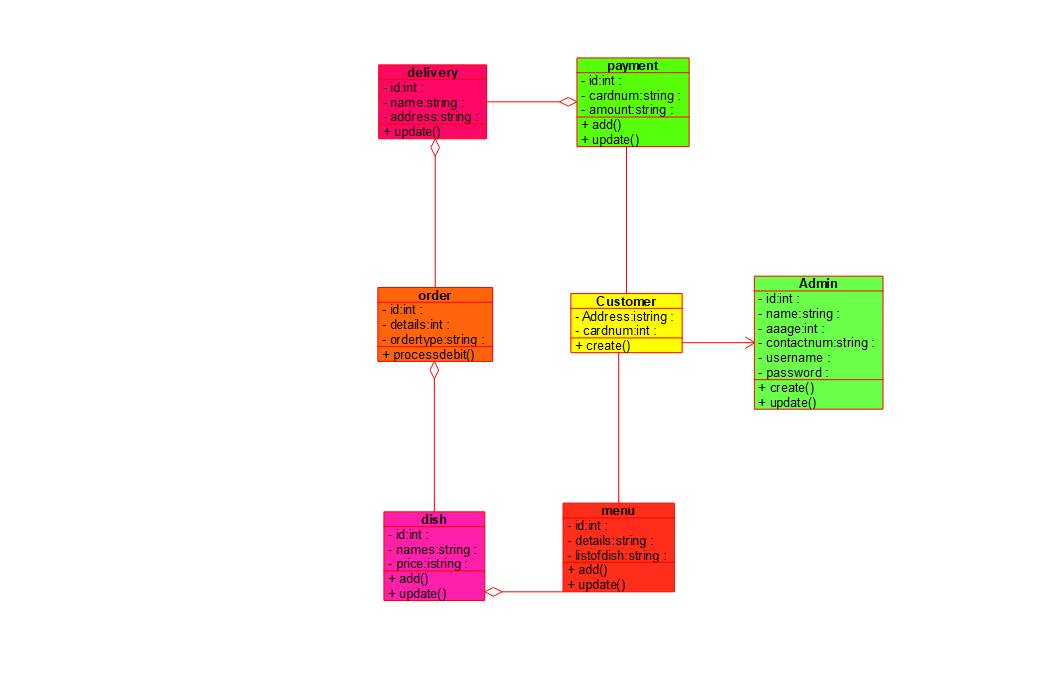 delivery
- id:int :
- name:string :
- address:string :
+ update()
payment
- id:int :
- cardnum:string :
- amount:string :
+ add()
+ update()
order
- id:int :
- details:int :
- ordertype:string :
+ processdebit()
Customer
- Address:istring :
- cardnum:int :
+ create()
Admin
- id:int :
- name:string :
- aaage:int :
- contactnum:string :
- username :
- password :
+ create()
+ update()
dish
- id:int :
- names:string :
- price:istring :
+ add()
+ update()
menu
- id:int :
- details:string :
- listofdish:string :
+ add()
+ update()